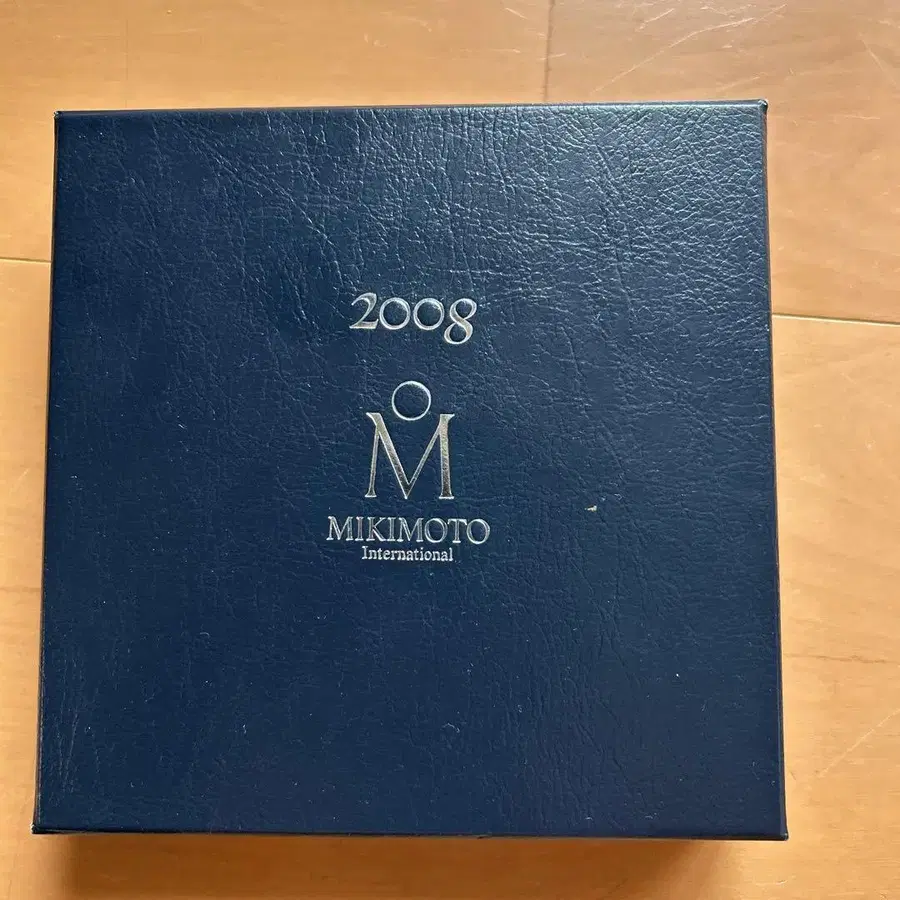 2008
M
MIKIMOTO
International